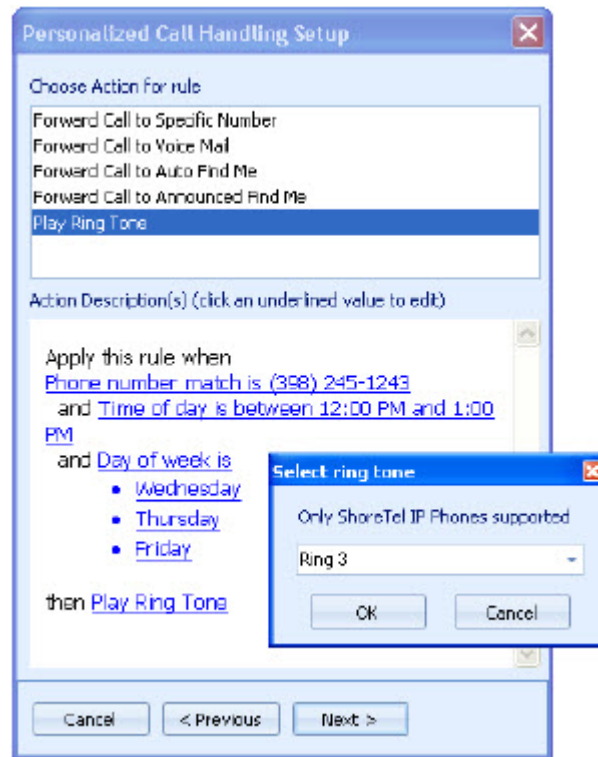 Personalized Call Handling Setup
Choose Action for rule
Forward Call to Specific Number
Forward Call to Voice Mail
Forward Call to Auto Find Me
Forward Call to Announced Find Me
Play Ring Tone
Action Description(s) (click an underlined value to edit)
Apply this rule when
Phone number match is (398) 245-1243
and Time of day is between 12:00 PM and 1:00
PM
and Day of week is
• Wednesday
• Thursday
• Friday
then Play Ring Tone
Select ring tone
Only ShoreTel IP Phones supported
Ring 3
OK Cancel
Cancel < Previous Next >